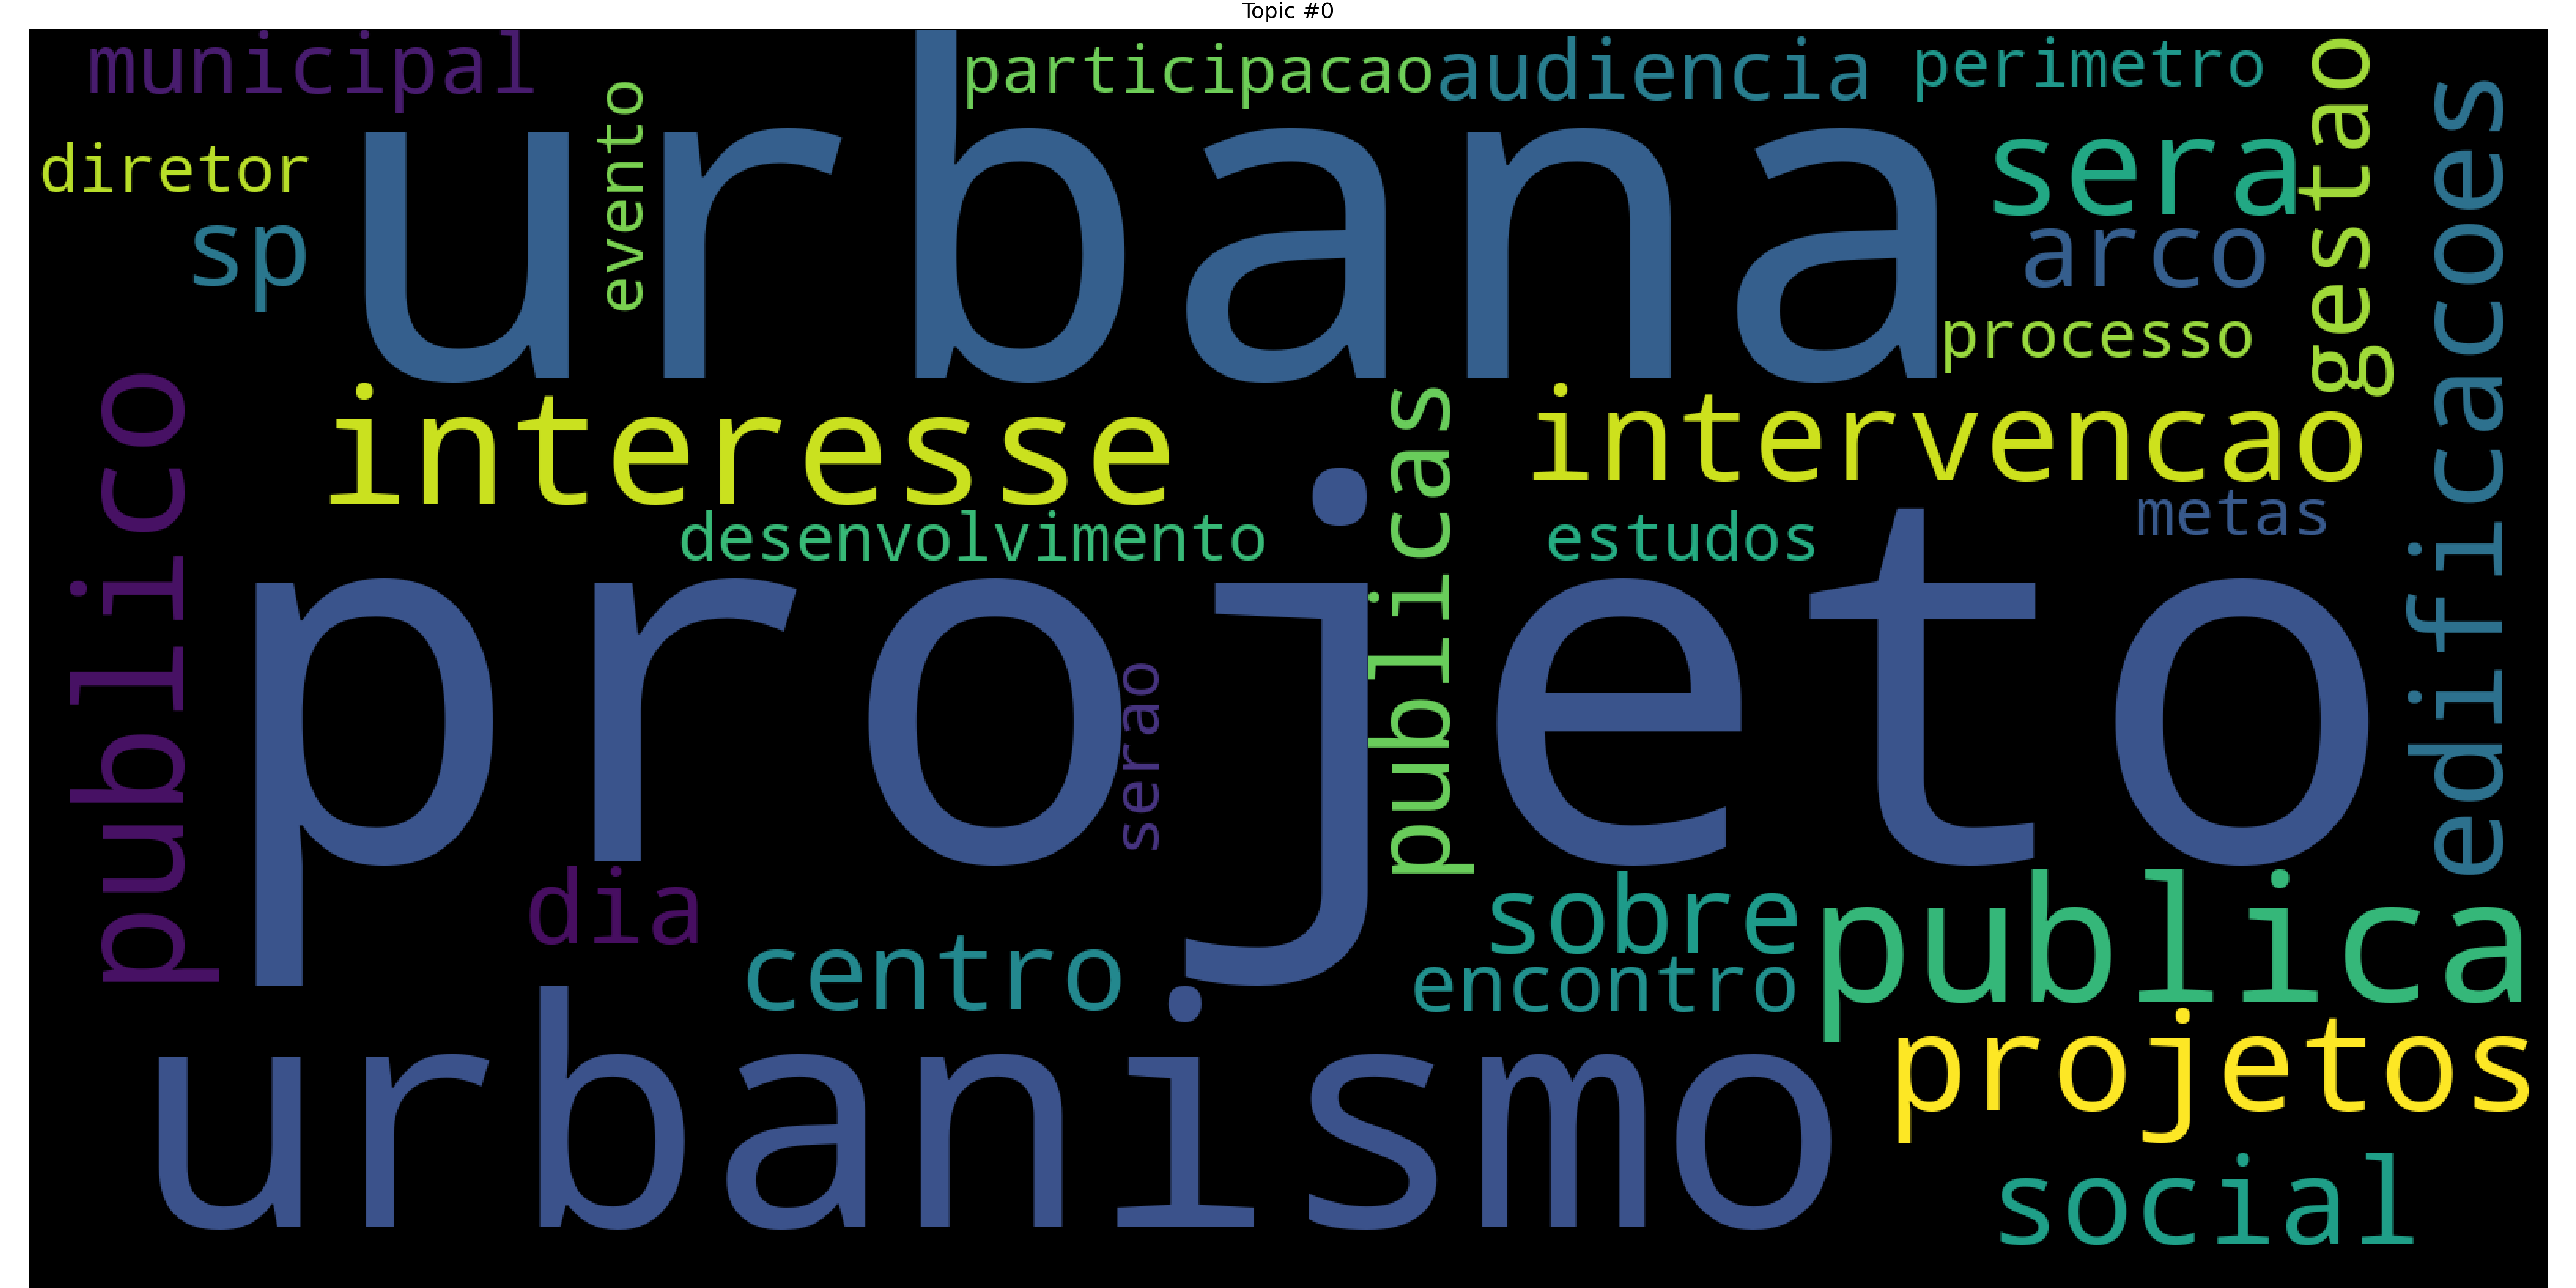 Topic #0
municipal
participacao
audiencia
perimetro
gestao
edificacoes
evento
diretor
urbana
sera
sp
arco
processo
publico
interesse
publicas
intervencao
desenvolvimento
estudos
metas
projeto
serao
dia
sobre
publica
centro
encontro
urbanismo
projetos
social